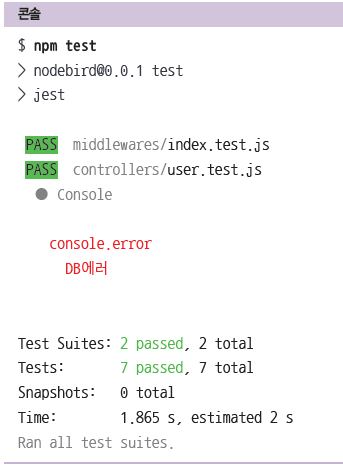 콘솔
$ npm test
> nodebird@0.0.1 test
> jest
PASS middlewares/index.test.js
PASS controllers/user.test.js
● Console
console.error
DB에러
Test Suites: 2 passed, 2 total
Tests: 7 passed, 7 total
Snapshots: 0 total
Time: 1.865 s, estimated 2 s
Ran all test suites.